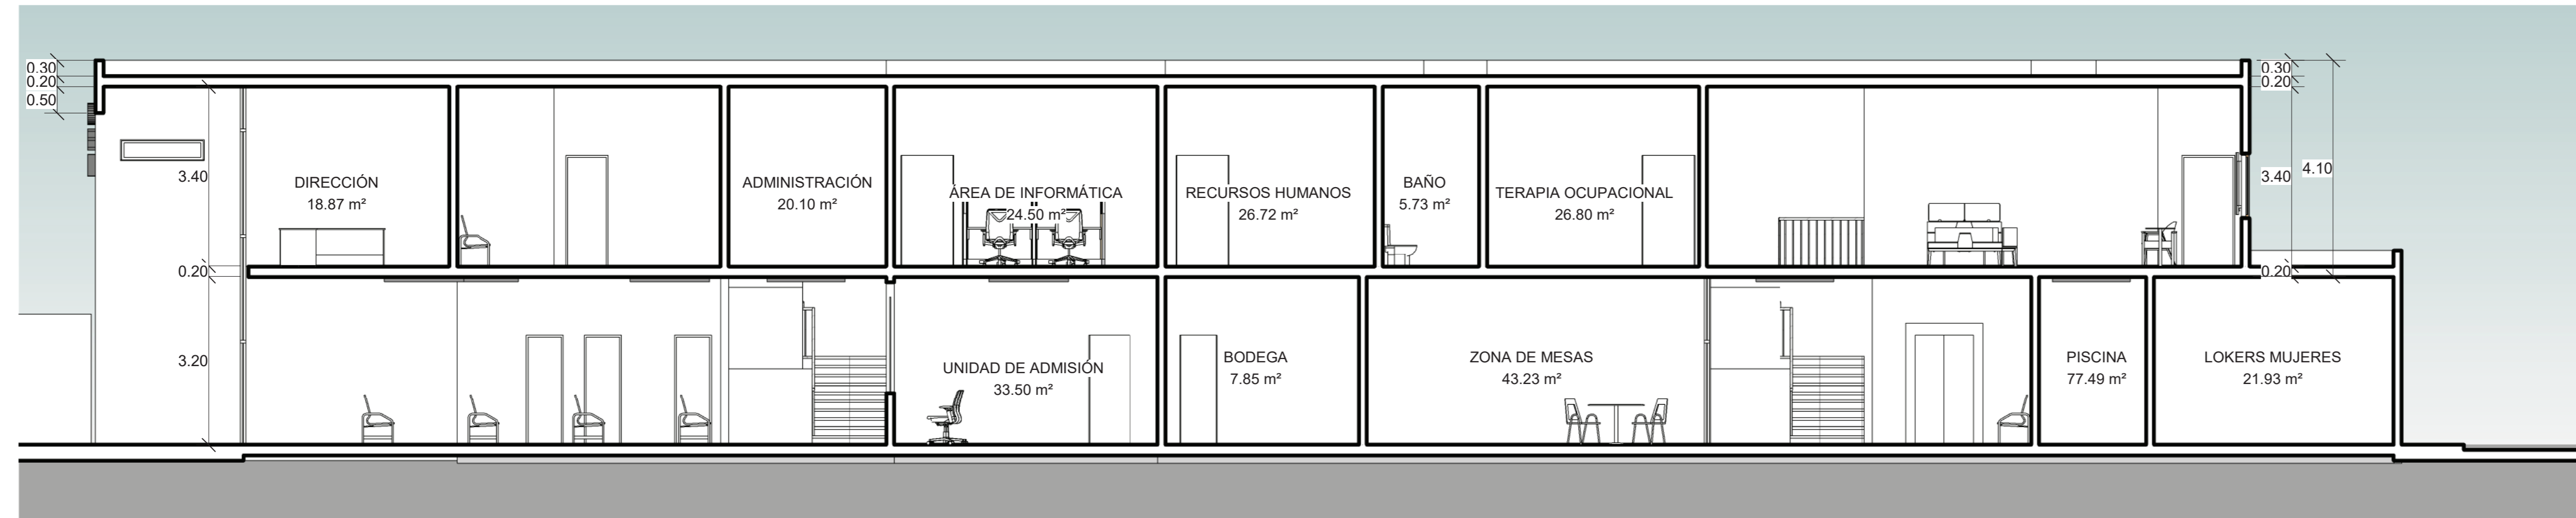 0.30
0.20
0.50
3.40
0.20
3.20
DIRECCIÓN
18.87 m²
ADMINISTRACIÓN
20.10 m²
ÁREA DE INFORMÁTICA
24.50 m²
RECURSOS HUMANOS
26.72 m²
BAÑO
5.73 m²
TERAPIA OCUPACIONAL
26.80 m²
0.30
0.20
3.40
4.10
0.20
UNIDAD DE ADMISIÓN
33.50 m²
BODEGA
7.85 m²
ZONA DE MESAS
43.23 m²
PISCINA
77.49 m²
LOKERS MUJERES
21.93 m²